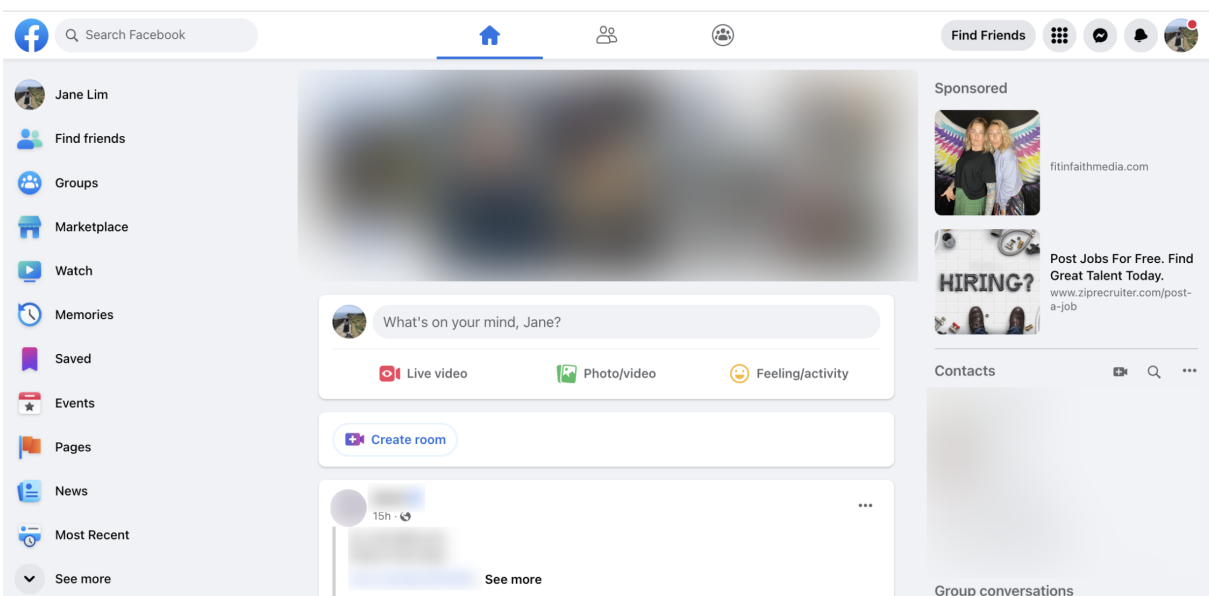 Search Facebook
Find Friends
Jane Lim
Find friends
Groups
Marketplace
Watch
Memories
Saved
Events
Pages
News
Most Recent
See more
What's on your mind, Jane?
Live video
Photo/video
Feeling/activity
Create room
15h ·
See more
Sponsored
fitinfaithmedia.com
HIRING?
Post Jobs For Free. Find
Great Talent Today.
www.ziprecruiter.com/post-
a-job
Contacts
Group conversations